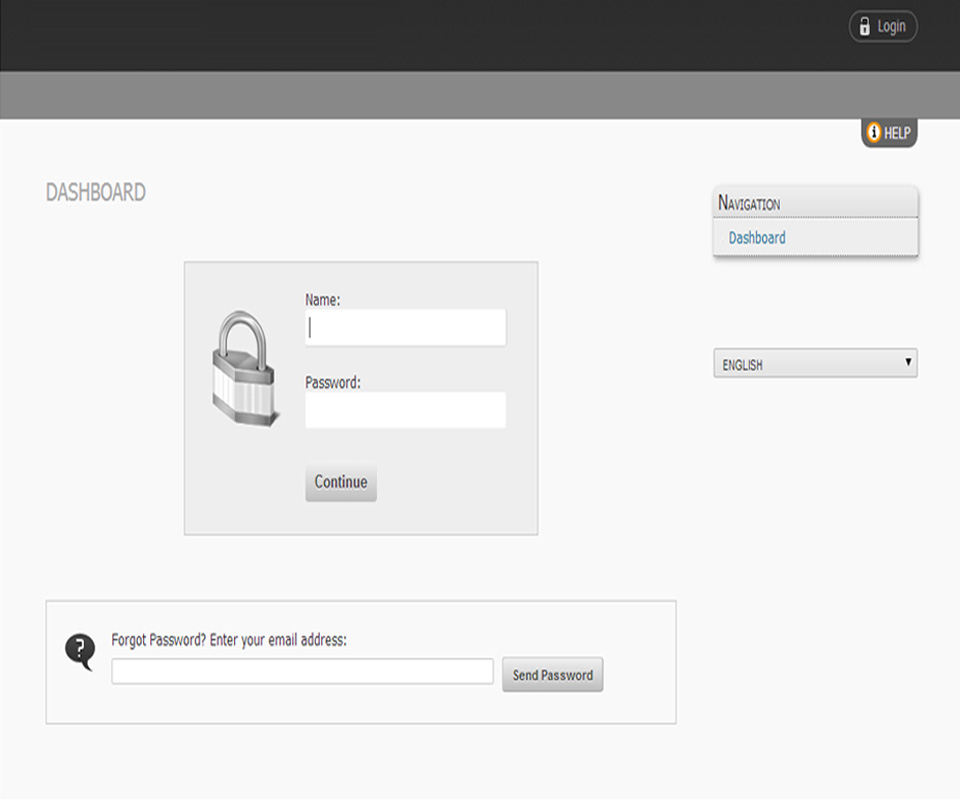 Login
HELP
DASHBOARD
NAVIGATION
Dashboard
Name:
Password:
ENGLISH
Continue
Forgot Password? Enter your email address:
Send Password